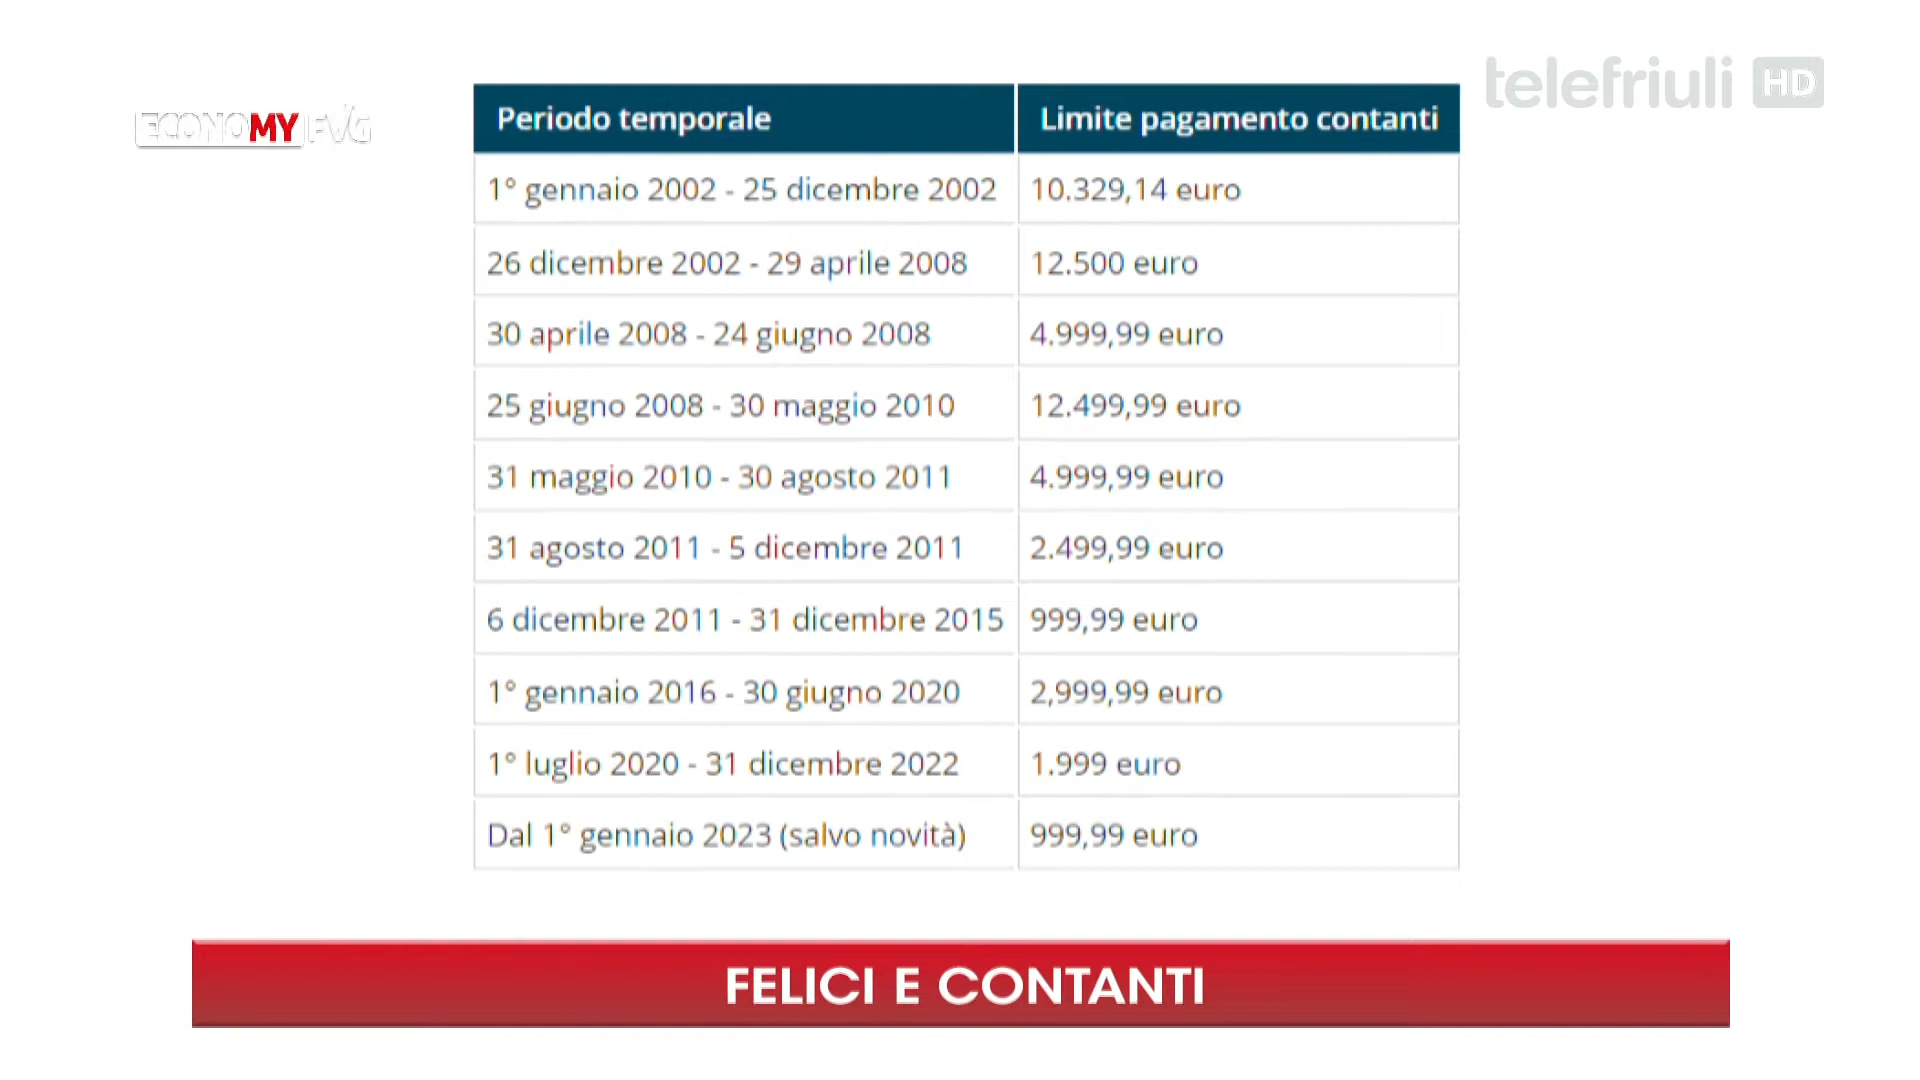 telefriuli HD
ECONOMY FVG
Periodo temporale Limite pagamento contanti
1° gennaio 2002 - 25 dicembre 2002 10.329,14 euro
26 dicembre 2002 - 29 aprile 2008 12.500 euro
30 aprile 2008 - 24 giugno 2008 4.999,99 euro
25 giugno 2008 - 30 maggio 2010 12.499,99 euro
31 maggio 2010 - 30 agosto 2011 4.999,99 euro
31 agosto 2011 - 5 dicembre 2011 2.499,99 euro
6 dicembre 2011 - 31 dicembre 2015 999,99 euro
1° gennaio 2016 - 30 giugno 2020 2,999,99 euro
1° luglio 2020 - 31 dicembre 2022 1.999 euro
Dal 1° gennaio 2023 (salvo novità) 999,99 euro
FELICI E CONTANTI